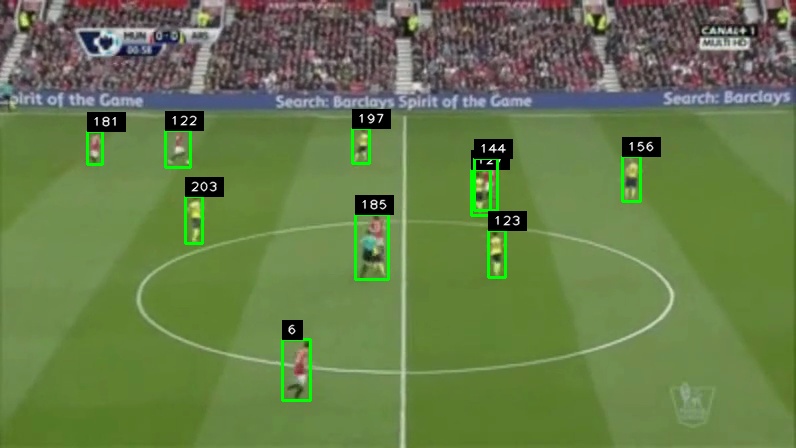 MUN 0-0 ARS
00:58
CANAL+ 1
MULTI HD
pirit of the Game
Search: Barclays Spirit of the Game
Search: Barclays
181
122
197
144
156
203
185
123
6